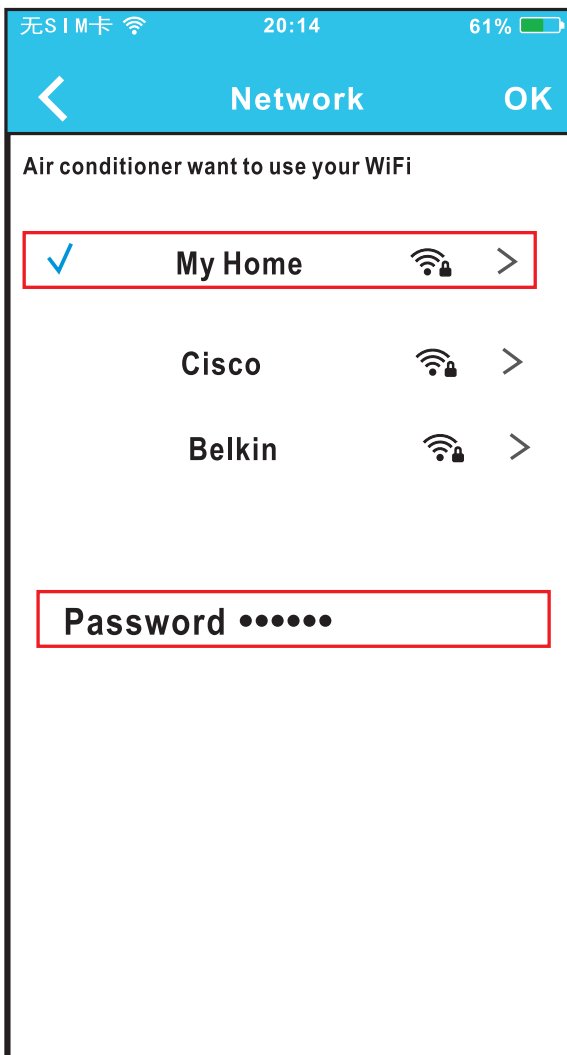 无SIM卡 20:14 61%
Network OK
Air conditioner want to use your WiFi
My Home
Cisco
Belkin
Password ••••••